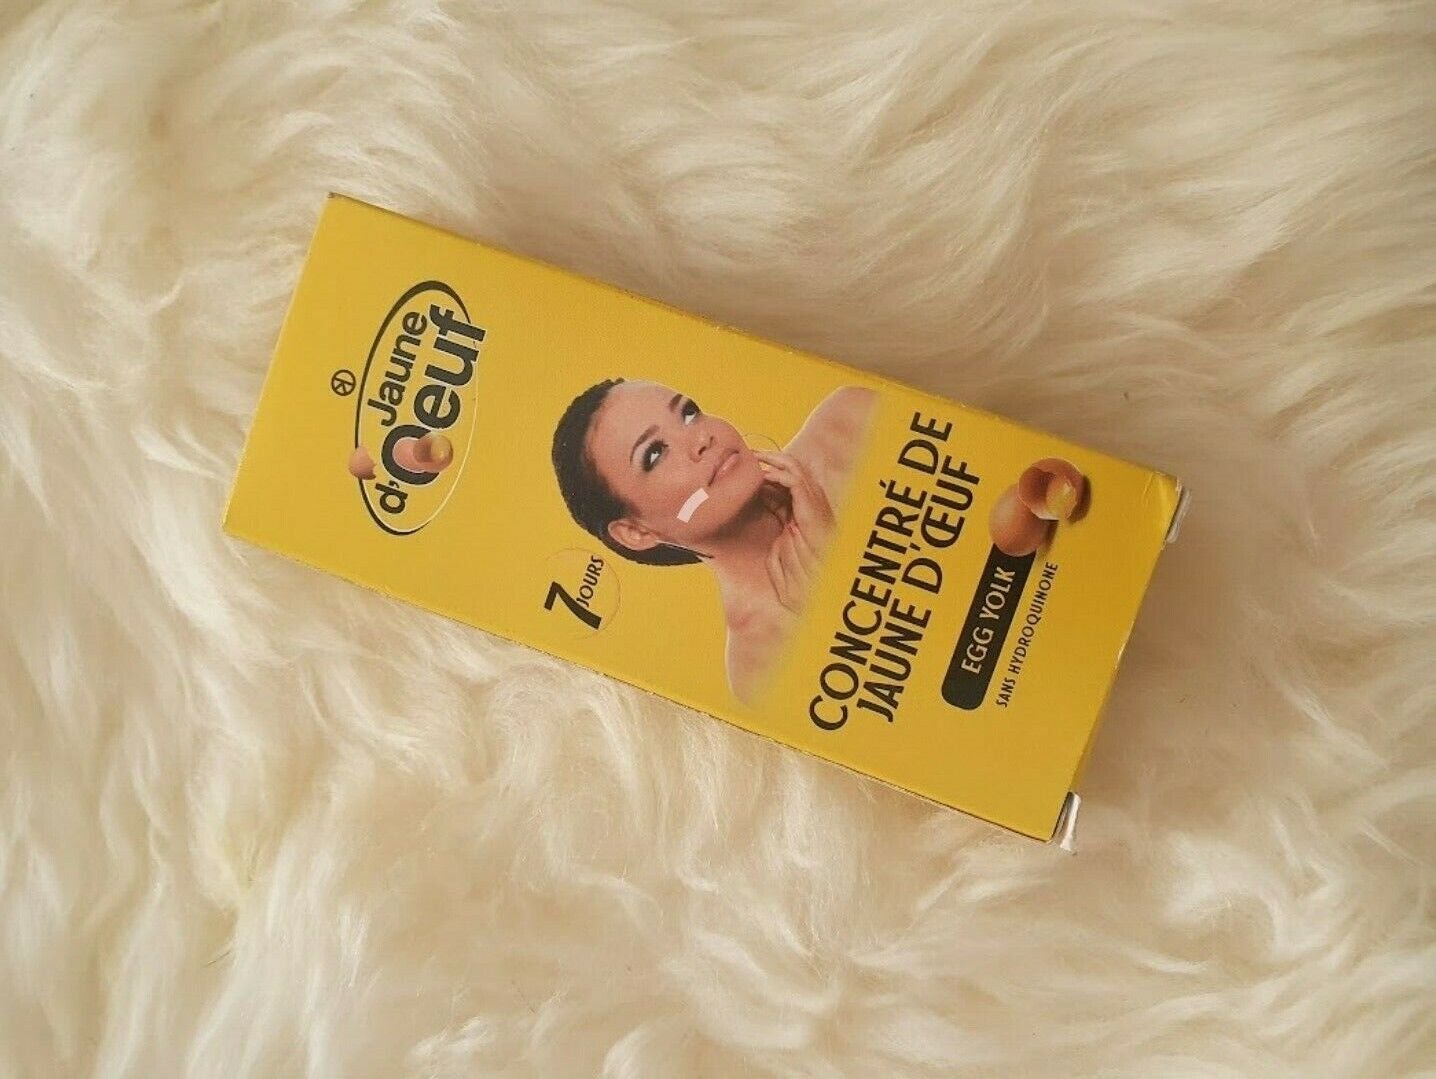 Jaune
d'Oeuf
7
JOURS
CONCENTRÉ DE
JAUNE D'ŒUF
EGG YOLK
SANS HYDROQUINONE